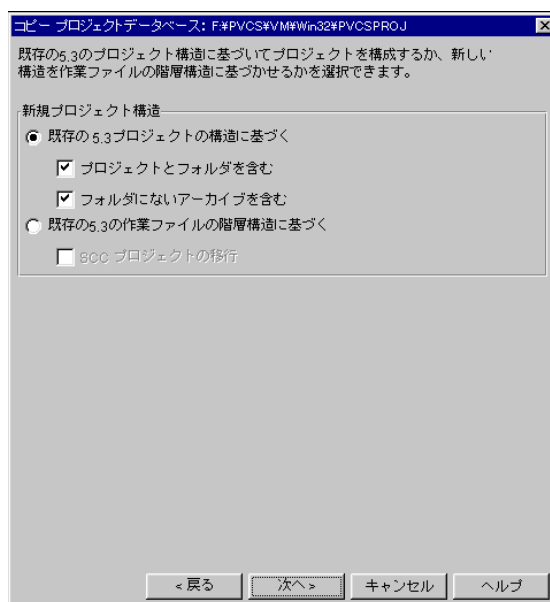 コピー プロジェクトデータベース: F:¥PVCS¥VM¥Win32¥PVCSPROJ
既存の5.3のプロジェクト構造に基づいてプロジェクトを構成するか、新しい
構造を作業ファイルの階層構造に基づかせるかを選択できます。
新規プロジェクト構造
既存の 5.3プロジェクトの構造に基づく
プロジェクトとフォルダを含む
フォルダにないアーカイブを含む
既存の5.3の作業ファイルの階層構造に基づく
SCC プロジェクトの移行
< 戻る 次へ > キャンセル ヘルプ